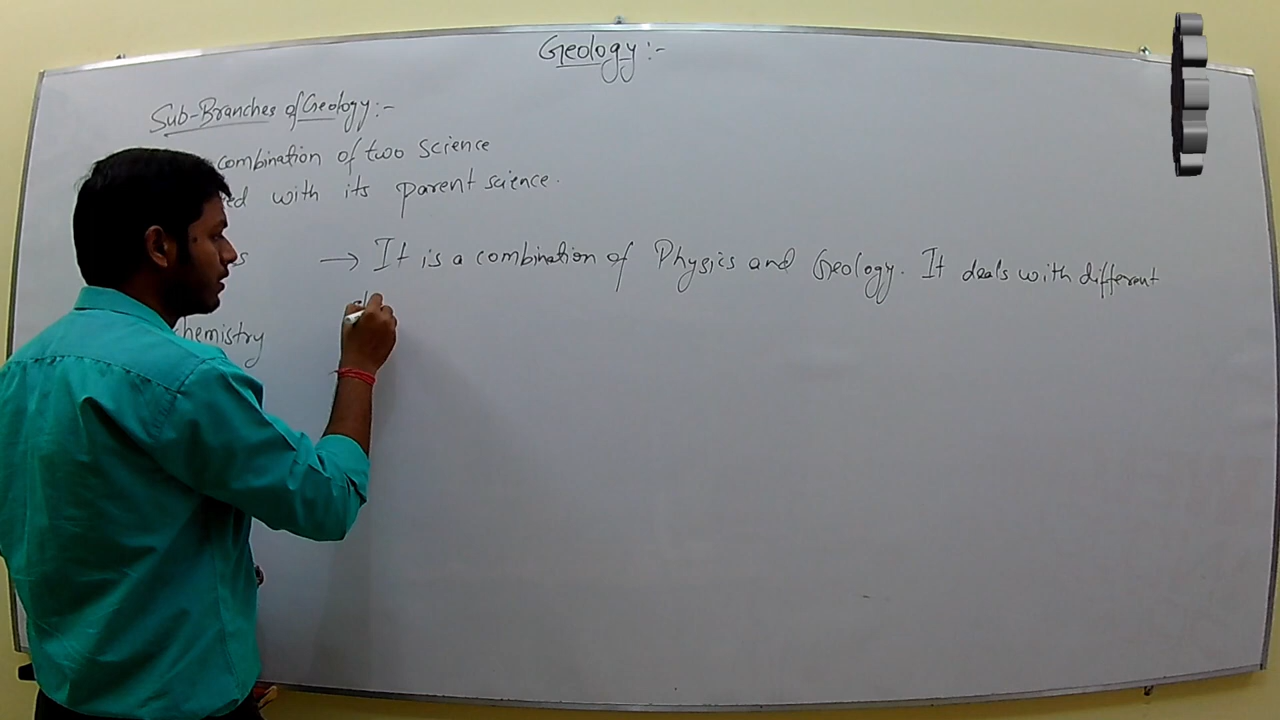 Geology:-
Sub-Branches of Geology:-
combination of two science
with its parent science.
→ It is a combination of Physics and Geology. It deals with different
hemistry